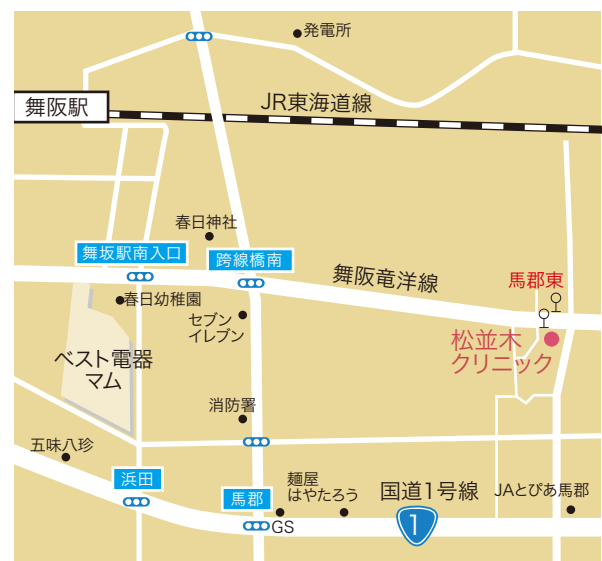 発電所
舞阪駅
JR東海道線
春日神社
舞坂駅南入口
跨線橋南
舞阪竜洋線
馬郡東
春日幼稚園
セブン
イレブン
松並木
クリニック
ベスト電器
マム
消防署
五味八珍
浜田
馬郡
麺屋
はやたろう
国道1号線
1
JAとぴあ馬郡
GS